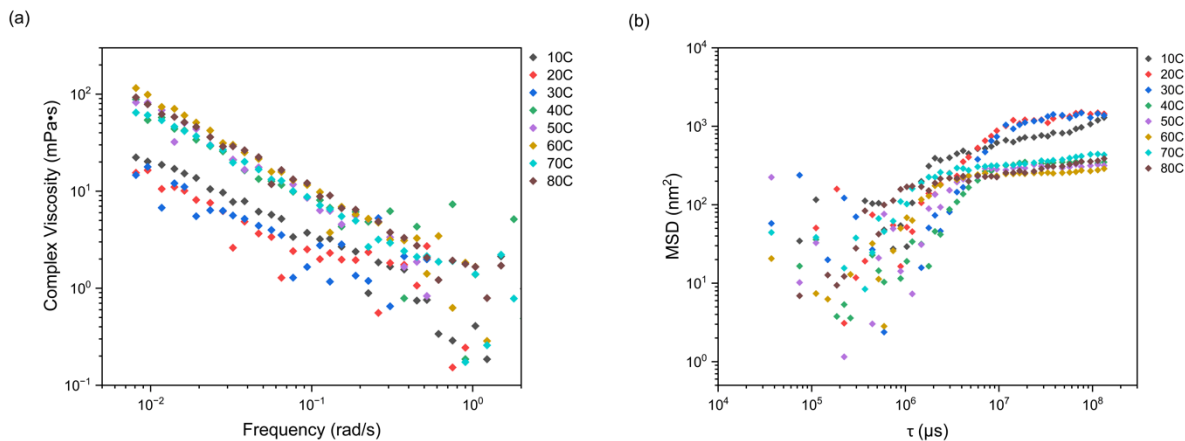 (a)
Complex Viscosity (mPa•s)
10²
10¹
10⁰
10⁻¹
10⁻²
10⁻¹
10⁰
Frequency (rad/s)
10C
20C
30C
40C
50C
60C
70C
80C
(b)
MSD (nm²)
10⁴
10³
10²
10¹
10⁰
10⁴
10⁵
10⁶
10⁷
10⁸
τ (µs)
10C
20C
30C
40C
50C
60C
70C
80C